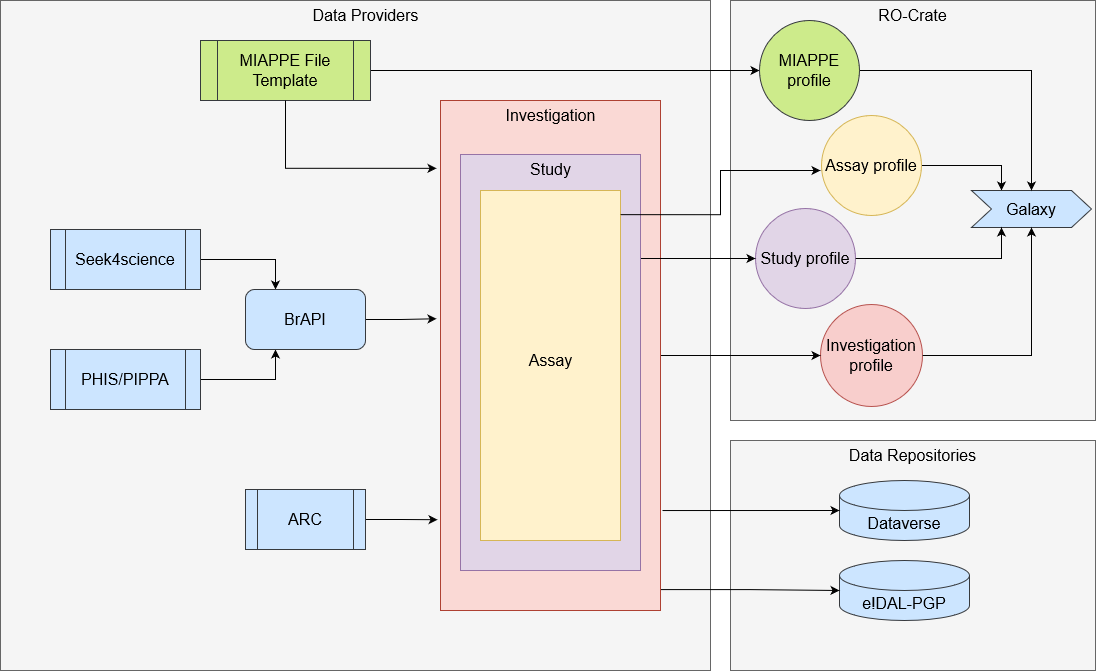 Data Providers
RO-Crate
MIAPPE File
Template
MIAPPE
profile
Investigation
Study
Assay profile
Galaxy
Seek4science
Study profile
BrAPI
Investigation
profile
Assay
PHIS/PIPPA
Data Repositories
ARC
Dataverse
e!DAL-PGP